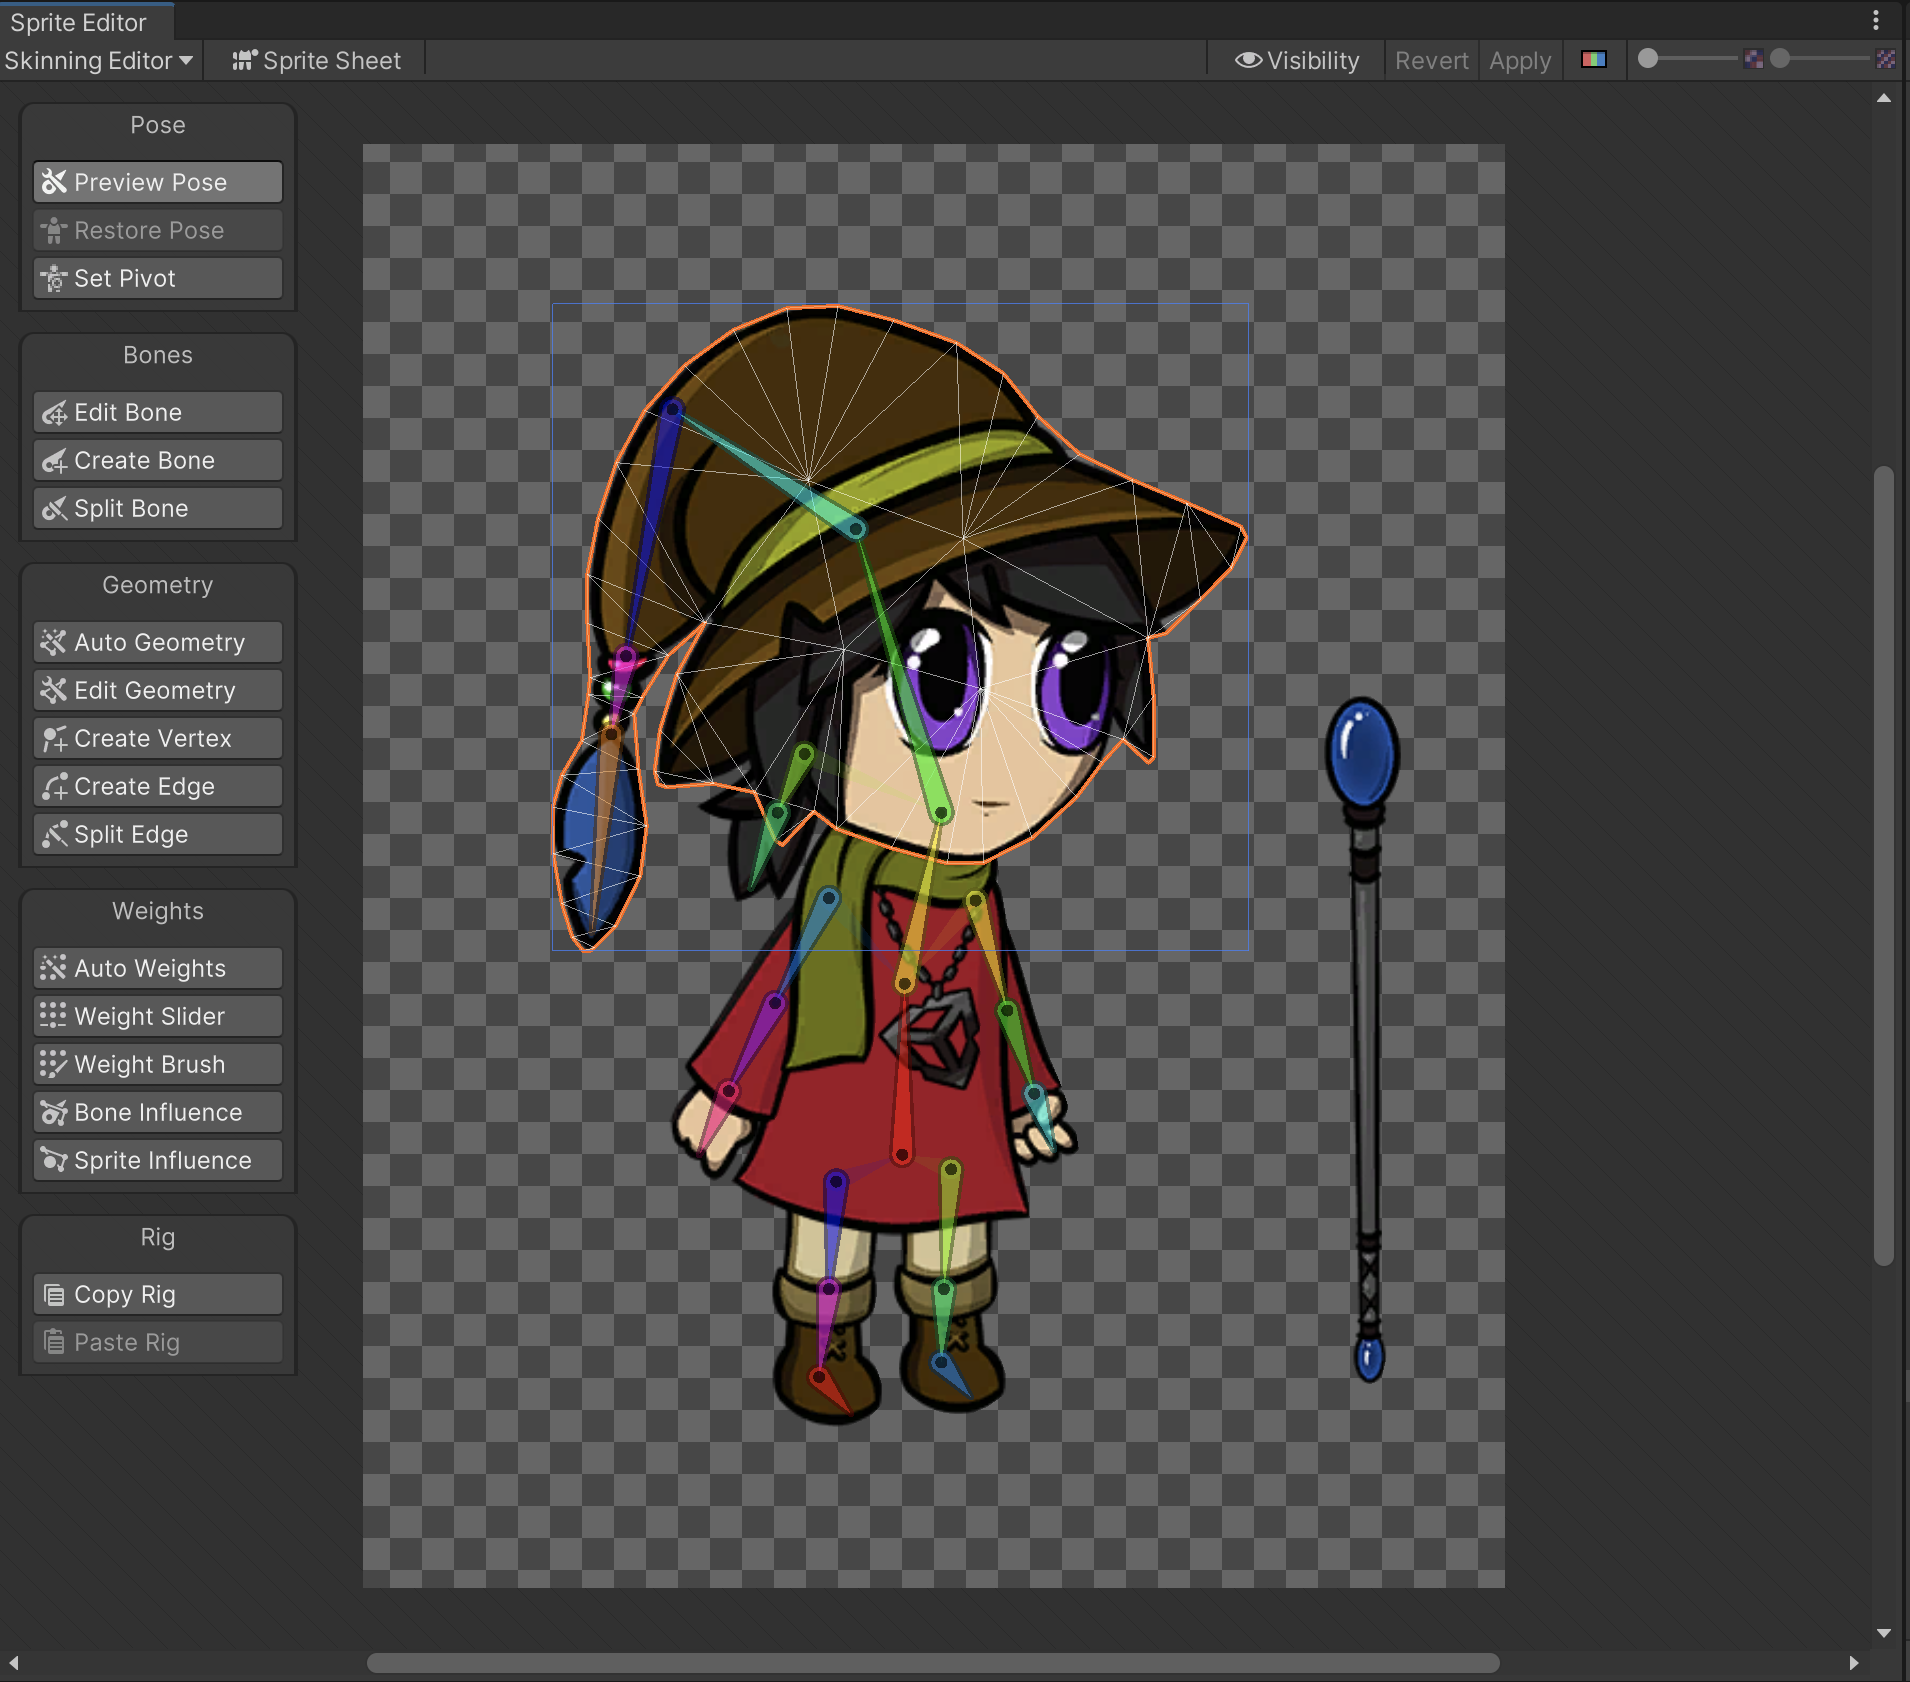 Sprite Editor
Skinning Editor Sprite Sheet Visibility Revert Apply
Pose
Preview Pose
Restore Pose
Set Pivot
Bones
Edit Bone
Create Bone
Split Bone
Geometry
Auto Geometry
Edit Geometry
Create Vertex
Create Edge
Split Edge
Weights
Auto Weights
Weight Slider
Weight Brush
Bone Influence
Sprite Influence
Rig
Copy Rig
Paste Rig